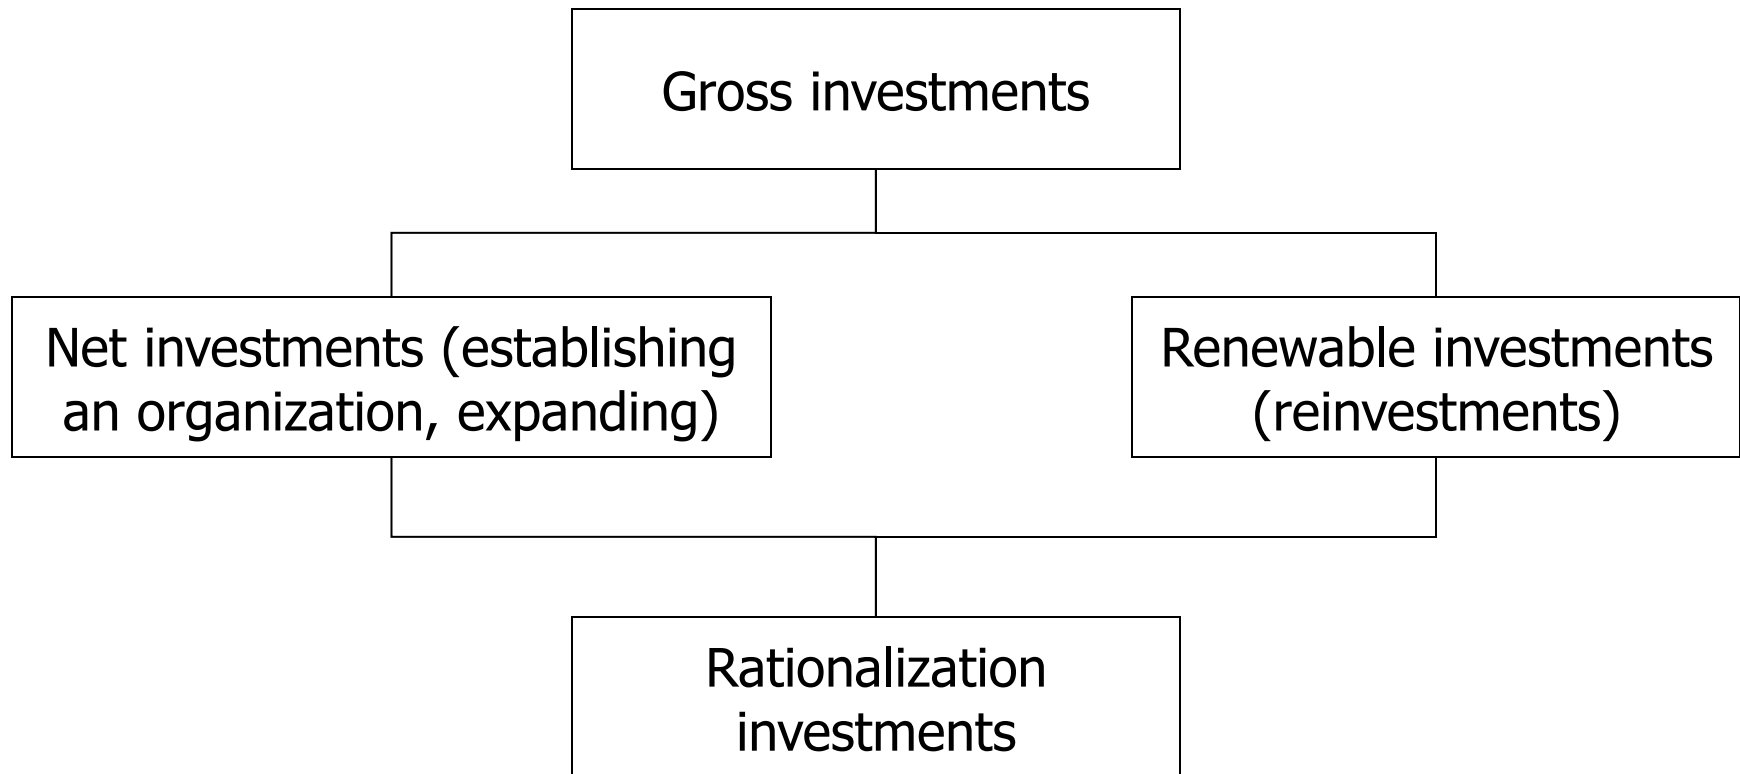 Gross investments
Net investments (establishing
an organization, expanding)
Renewable investments
(reinvestments)
Rationalization
investments